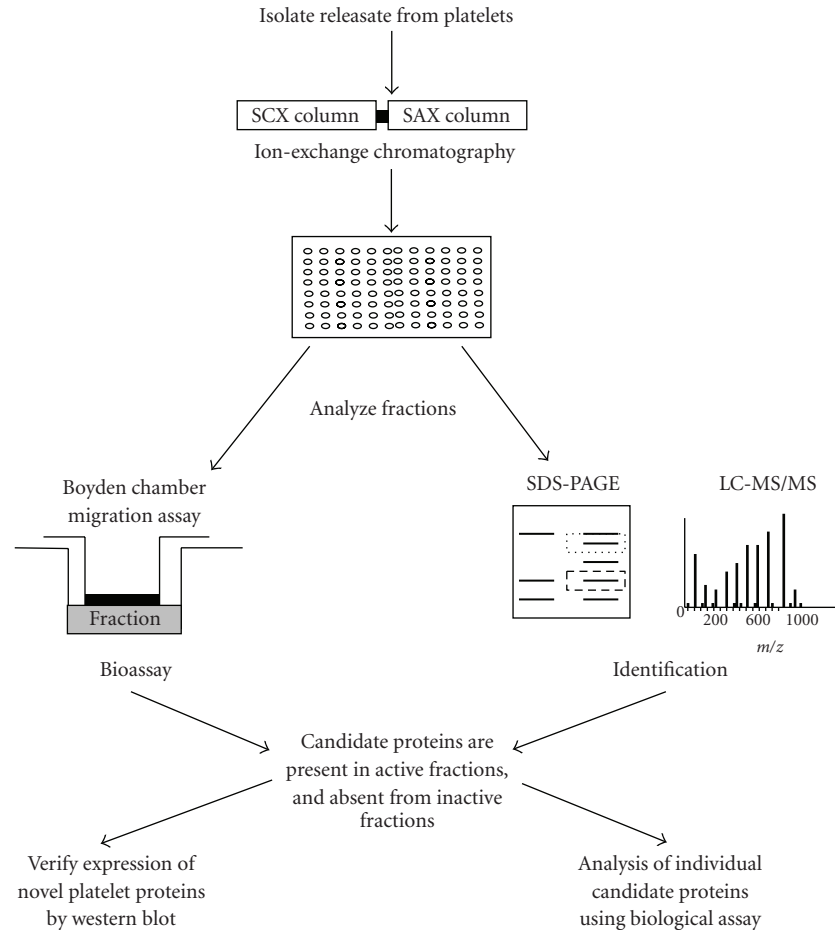 Isolate releasate from platelets
SCX column
SAX column
Ion-exchange chromatography
Analyze fractions
Boyden chamber
migration assay
Fraction
Bioassay
SDS-PAGE
LC-MS/MS
0
200
600
1000
m/z
Identification
Candidate proteins are
present in active fractions,
and absent from inactive
fractions
Verify expression of
novel platelet proteins
by western blot
Analysis of individual
candidate proteins
using biological assay